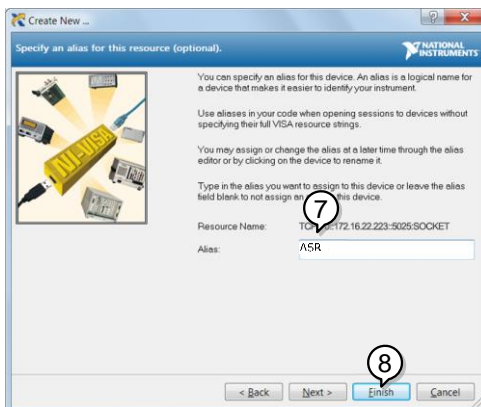 Create New ...
Specify an alias for this resource (optional).
NATIONAL
INSTRUMENTS
You can specify an alias for this device. An alias is a logical name for
a device that makes it easier to identify your instrument.
Use aliases in your code when opening sessions to devices without
specifying their full VISA resource strings.
You may assign or change the alias at a later time through the alias
editor or by clicking on the device to rename it.
Type in the alias you want to assign to this device or leave the alias
field blank to not assign an this device.
NI-VISA
7
Resource Name: 172.16.22.223::5025:SOCKET
Alias: ASR
8
< Back Next > Finish Cancel